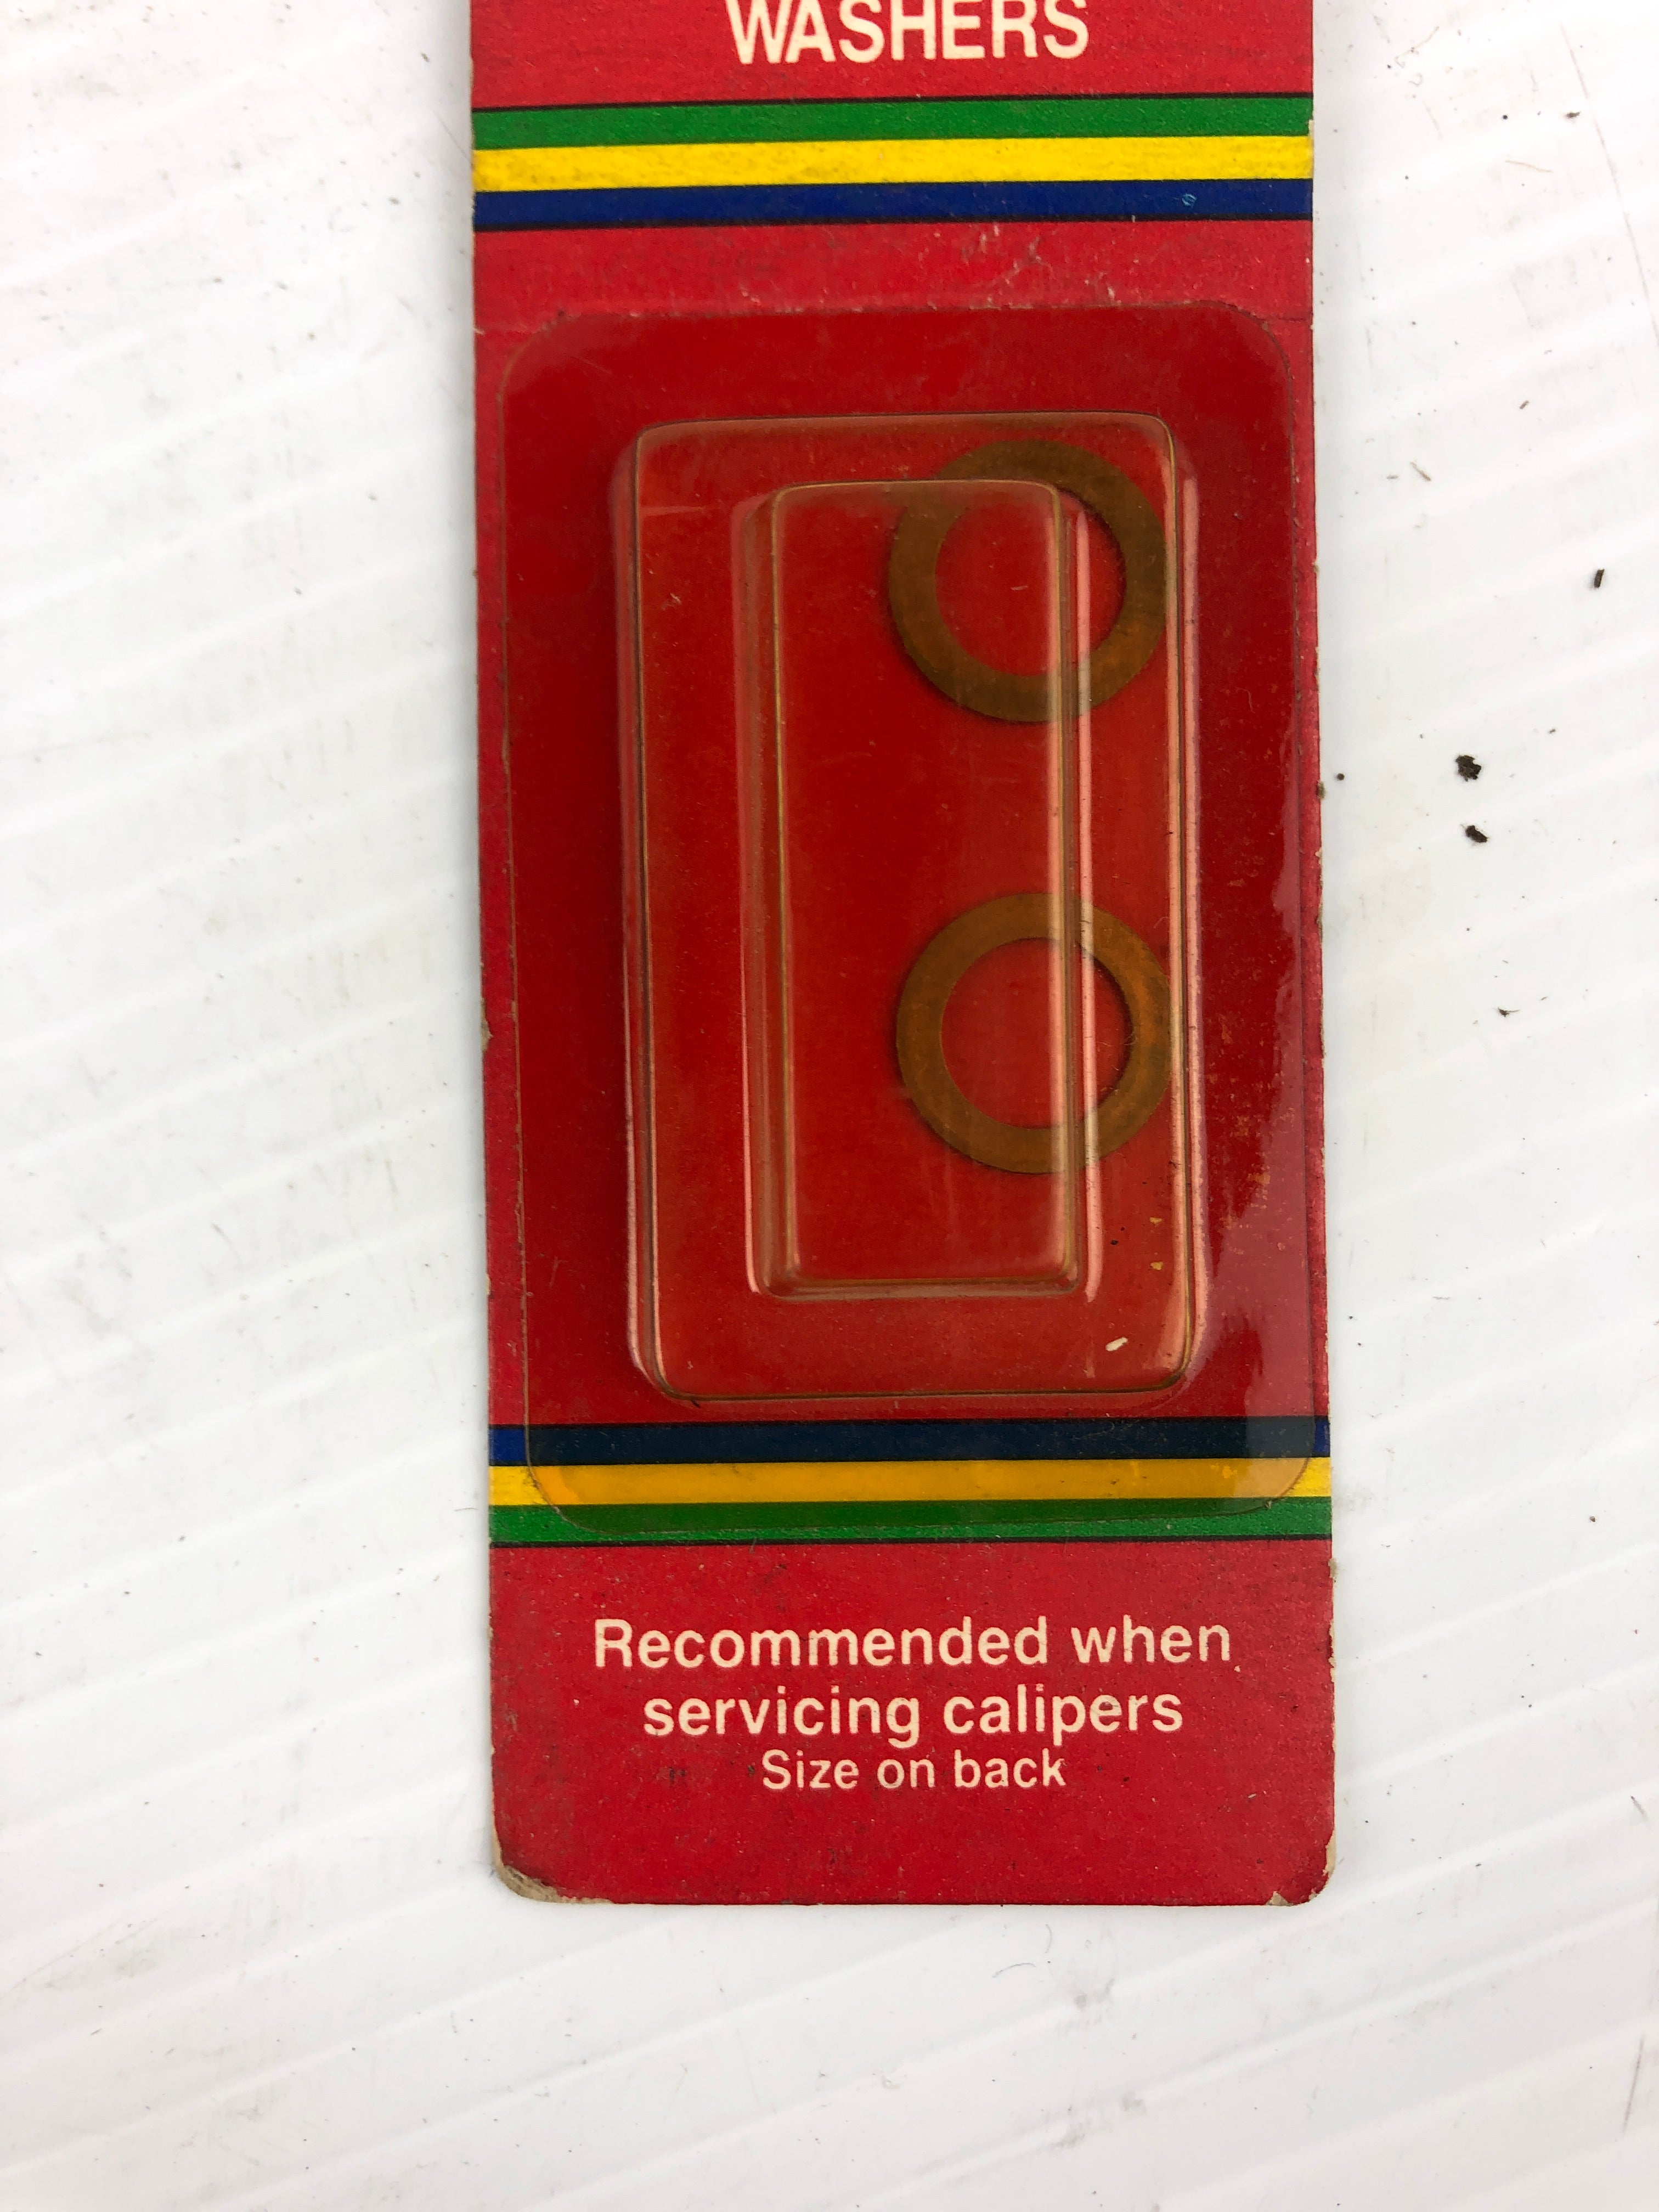 WASHERS
Recommended when
servicing calipers
Size on back